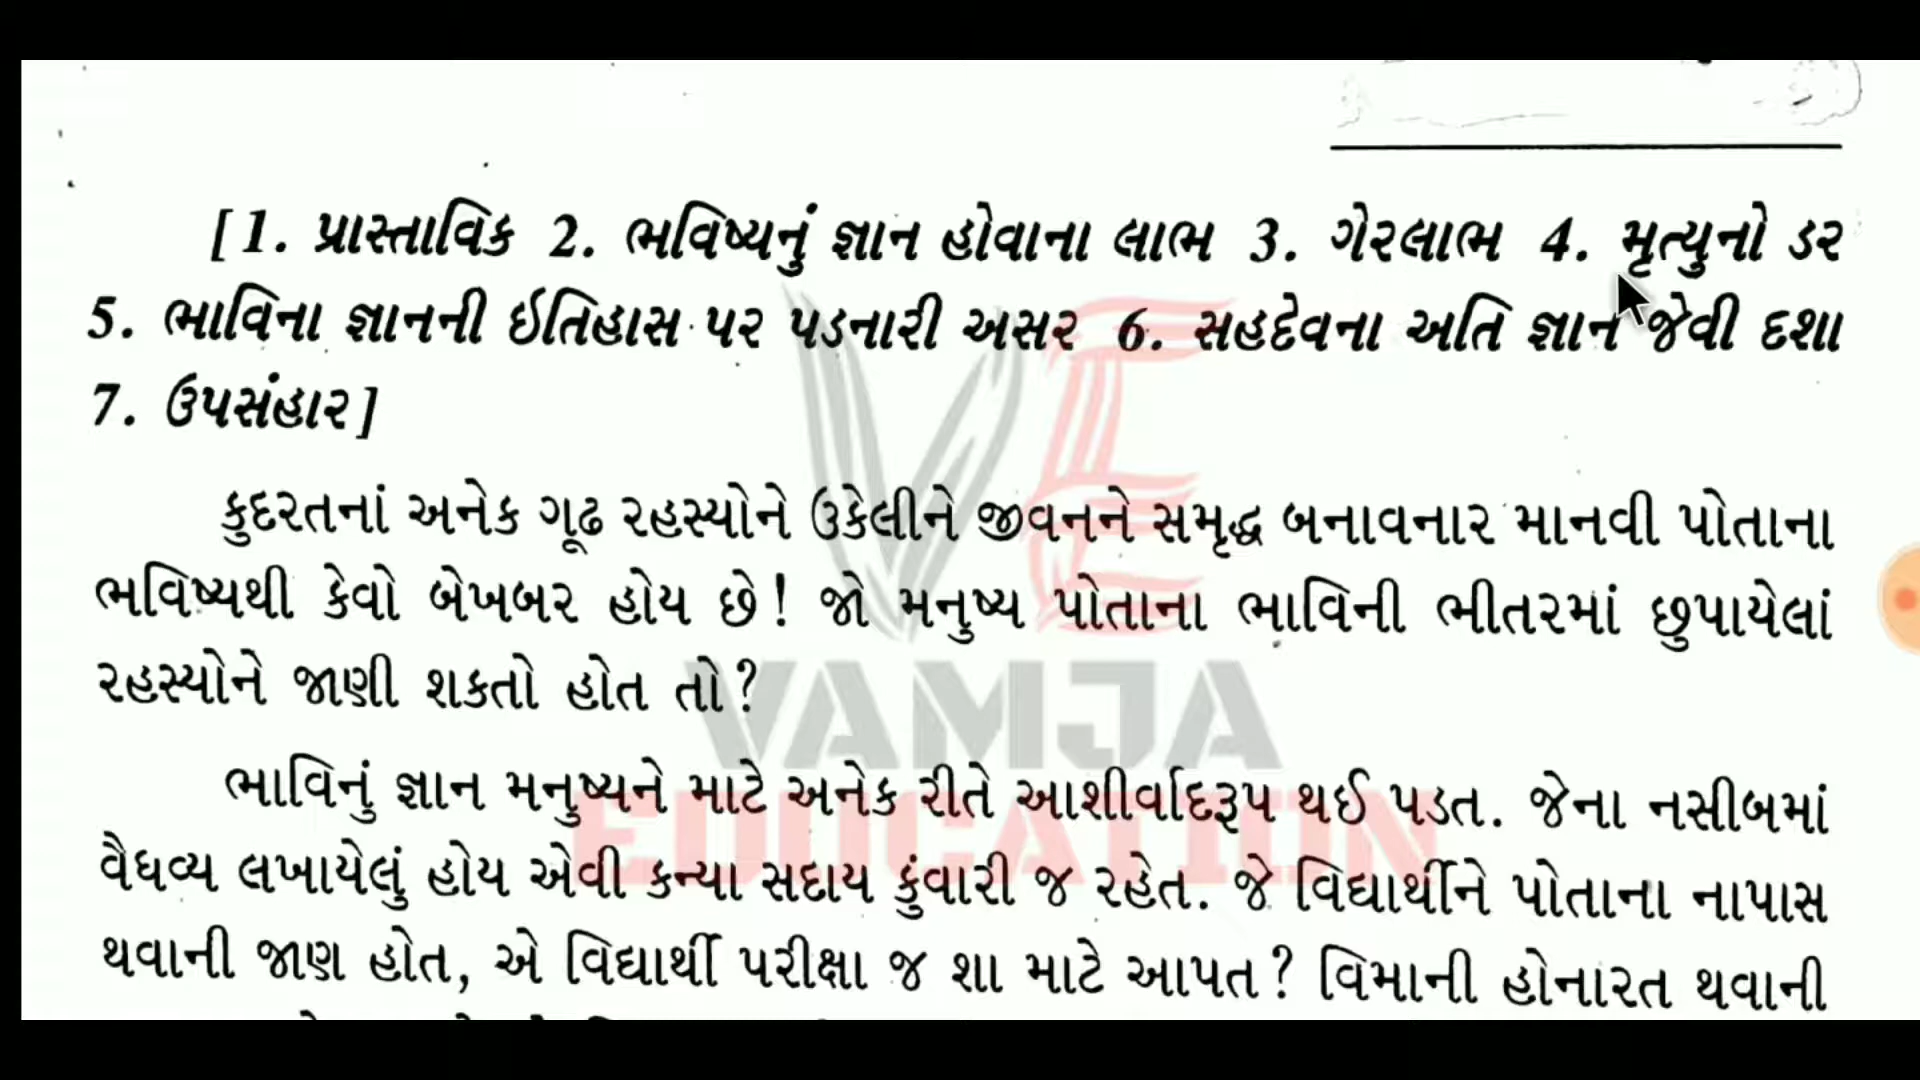 [1. પ્રાસ્તાવિક 2. ભવિષ્યનું જ્ઞાન હોવાના લાભ 3. ગેરલાભ 4. મૃત્યુનો ડર
5. ભાવિના જ્ઞાનની ઈતિહાસ પર પડનારી અસર 6. સહદેવના અતિ જ્ઞાન જેવી દશા
7. ઉપસંહાર]
કુદરતનાં અનેક ગૂઢ રહસ્યોને ઉકેલીને જીવનને સમૃદ્ધ બનાવનાર માનવી પોતાના
ભવિષ્યથી કેવો બેખબર હોય છે! જો મનુષ્ય પોતાના ભાવિની ભીતરમાં છુપાયેલાં
રહસ્યોને જાણી શકતો હોત તો?
VAMJA
ભાવિનું જ્ઞાન મનુષ્યને માટે અનેક રીતે આશીર્વાદરૂપ થઈ પડત. જેના નસીબમાં
EDUCATION
વૈધવ્ય લખાયેલું હોય એવી કન્યા સદાય કુંવારી જ રહેત. જે વિદ્યાર્થીને પોતાના નાપાસ
થવાની જાણ હોત, એ વિદ્યાર્થી પરીક્ષા જ શા માટે આપત? વિમાની હોનારત થવાની